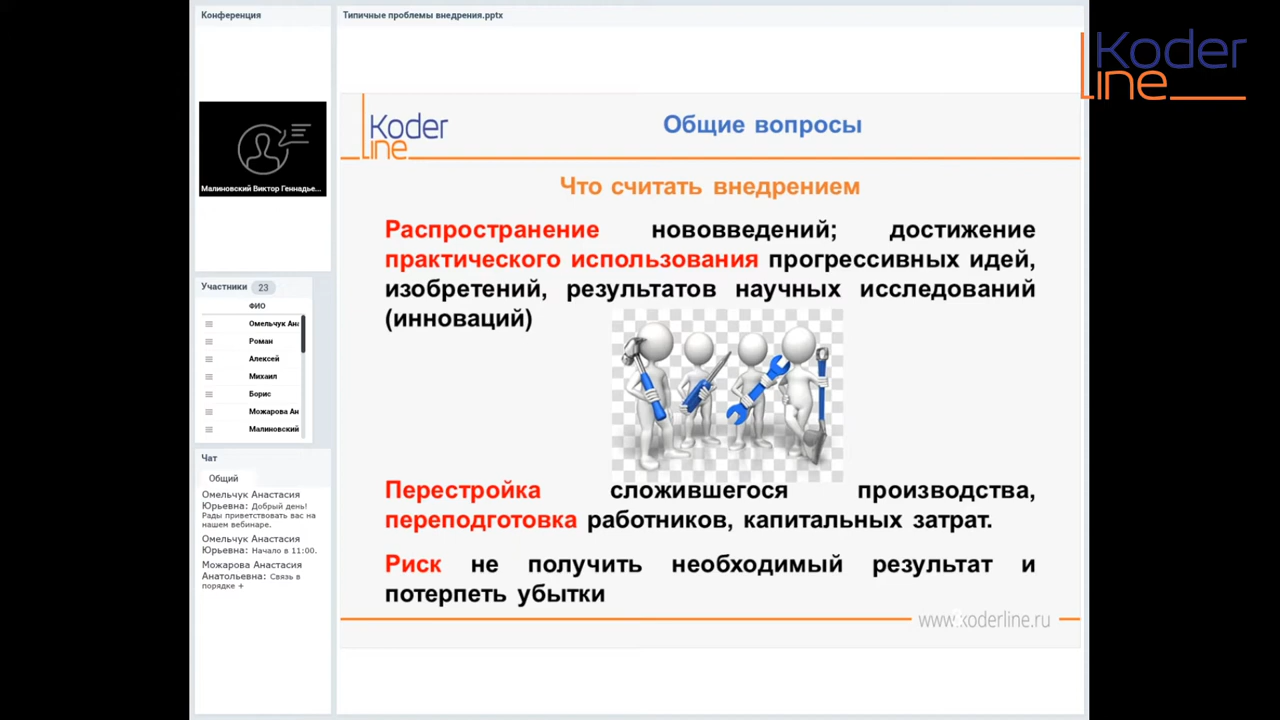 Конференция
Малиновский Виктор Геннадье...
Участники 23
ФИО
Омельчук Ана
Роман
Алексей
Михаил
Борис
Можарова Ан
Малиновский
Чат
Общий
Омельчук Анастасия
Юрьевна: Добрый день!
Рады приветствовать вас на
нашем вебинаре.
Омельчук Анастасия
Юрьевна: Начало в 11:00.
Можарова Анастасия
Анатольевна: Связь в
порядке +
Типичные проблемы внедрения.pptx
Koder
line
Koder
line
Общие вопросы
Что считать внедрением
Распространение нововведений; достижение
практического использования прогрессивных идей,
изобретений, результатов научных исследований
(инноваций)
Перестройка сложившегося производства,
переподготовка работников, капитальных затрат.
Риск не получить необходимый результат и
потерпеть убытки
www.koderline.ru